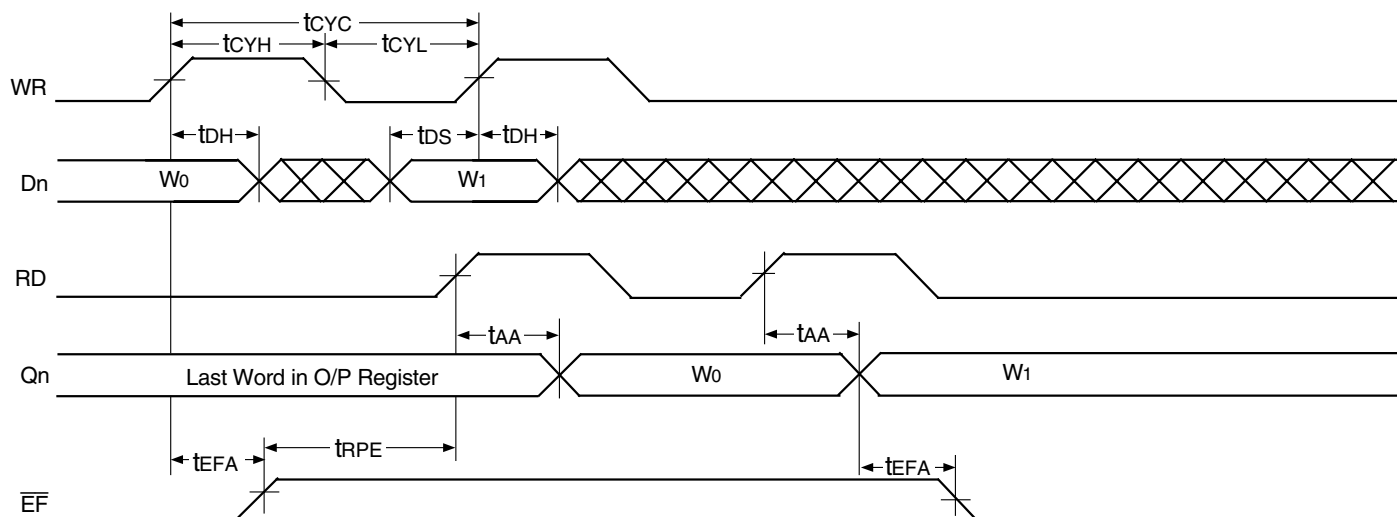 tCYC
tCYH tCYL
WR
tDH tDS tDH
Dn W0 W1
RD
tAA tAA
Qn Last Word in O/P Register W0 W1
tEFA tRPE tEFA
E̅F̅